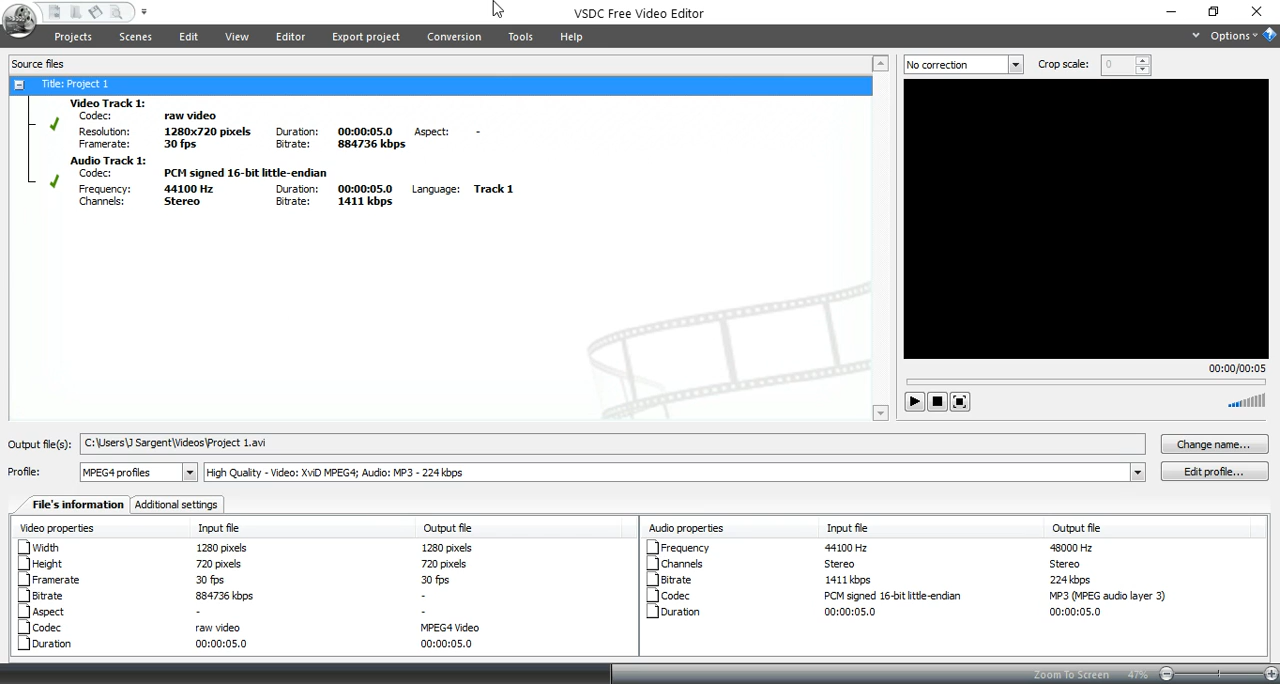 VSDC Free Video Editor
Projects Scenes Edit View Editor Export project Conversion Tools Help Options
Source files
No correction Crop scale: 0
Title: Project 1
Video Track 1:
Codec: raw video
Resolution: 1280x720 pixels Duration: 00:00:05.0 Aspect: -
Framerate: 30 fps Bitrate: 884736 kbps
Audio Track 1:
Codec: PCM signed 16-bit little-endian
Frequency: 44100 Hz Duration: 00:00:05.0 Language: Track 1
Channels: Stereo Bitrate: 1411 kbps
00:00/00:05
Output file(s): C:\Users\J Sargent\Videos\Project 1.avi Change name...
Profile: MPEG4 profiles High Quality - Video: XviD MPEG4; Audio: MP3 - 224 kbps Edit profile...
File's information Additional settings
Video properties Input file Output file Audio properties Input file Output file
Width 1280 pixels 1280 pixels Frequency 44100 Hz 48000 Hz
Height 720 pixels 720 pixels Channels Stereo Stereo
Framerate 30 fps 30 fps Bitrate 1411 kbps 224 kbps
Bitrate 884736 kbps - Codec PCM signed 16-bit little-endian MP3 (MPEG audio layer 3)
Aspect - - Duration 00:00:05.0 00:00:05.0
Codec raw video MPEG4 Video
Duration 00:00:05.0 00:00:05.0
Zoom To Screen 47%